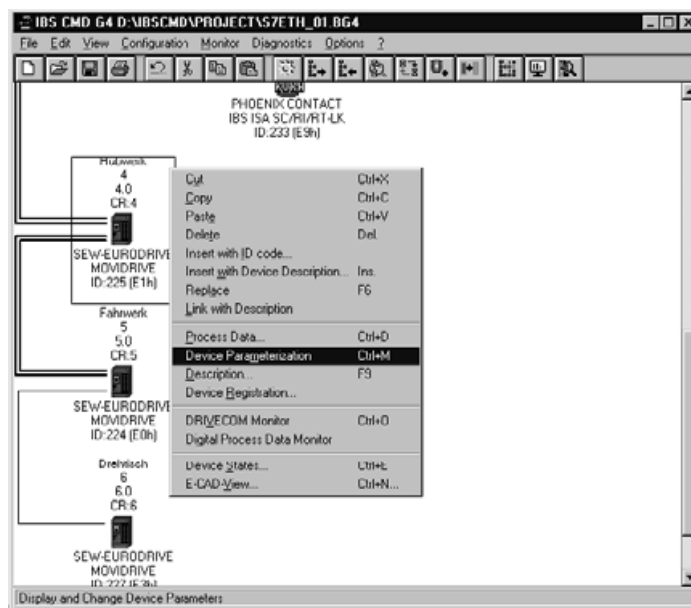 IBS CMD G4 D:\IBSCMD\PROJECT\S7ETH_01.BG4
File Edit View Configuration Monitor Diagnostics Options ?
PHOENIX CONTACT
IBS ISA SC/RI/RT-LK
ID:233 (E9h)
Hubwerk
4
4.0
CR:4
SEW-EURODRIVE
MOVIDRIVE
ID:225 (E1h)
Fahrwerk
5
5.0
CR:5
SEW-EURODRIVE
MOVIDRIVE
ID:224 (E0h)
Drehtisch
6
6.0
CR:6
SEW-EURODRIVE
MOVIDRIVE
ID:227 (E3h)
Cut Ctrl+X
Copy Ctrl+C
Paste Ctrl+V
Delete Del
Insert with ID code...
Insert with Device Description... Ins.
Replace F6
Link with Description
Process Data... Ctrl+D
Device Parameterization Ctrl+M
Description... F9
Device Registration...
DRIVECOM Monitor Ctrl+O
Digital Process Data Monitor
Device States... Ctrl+E
E-CAD-View... Ctrl+N...
Display and Change Device Parameters